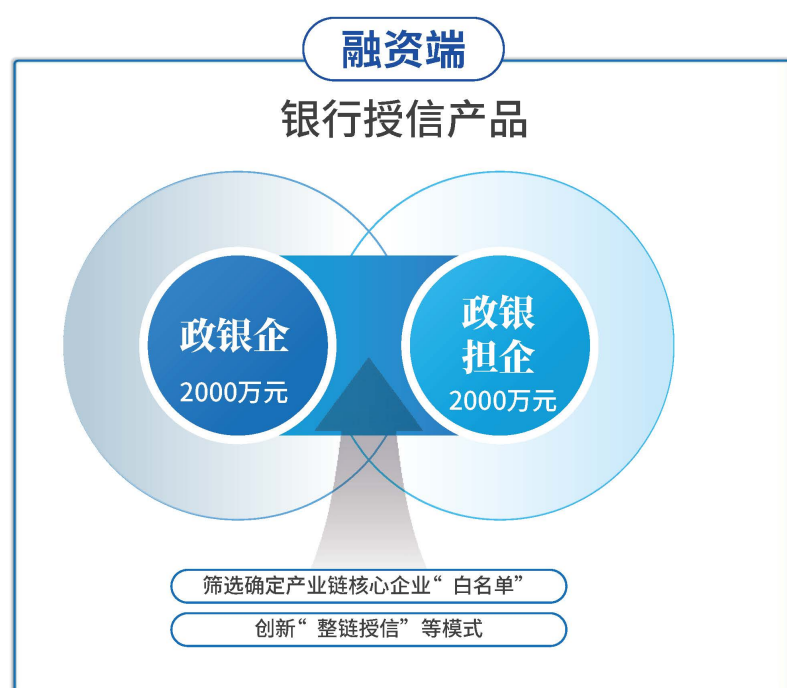 融资端
银行授信产品
政银企
2000万元
政银
担企
2000万元
筛选确定产业链核心企业“白名单”
创新“整链授信”等模式